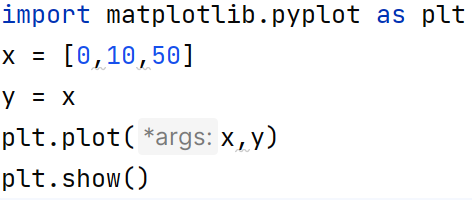 import matplotlib.pyplot as plt
x = [0,10,50]
y = x
plt.plot(*args: x,y)
plt.show()